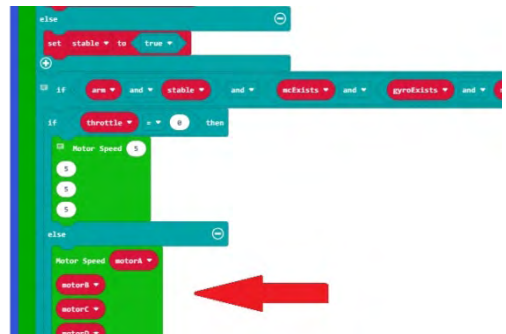 else
set stable to true
if arm and stable and mcExists and gyroExists and
if throttle = 0 then
Motor Speed 5
5
5
5
else
Motor Speed motorA
motorB
motorC
motorD